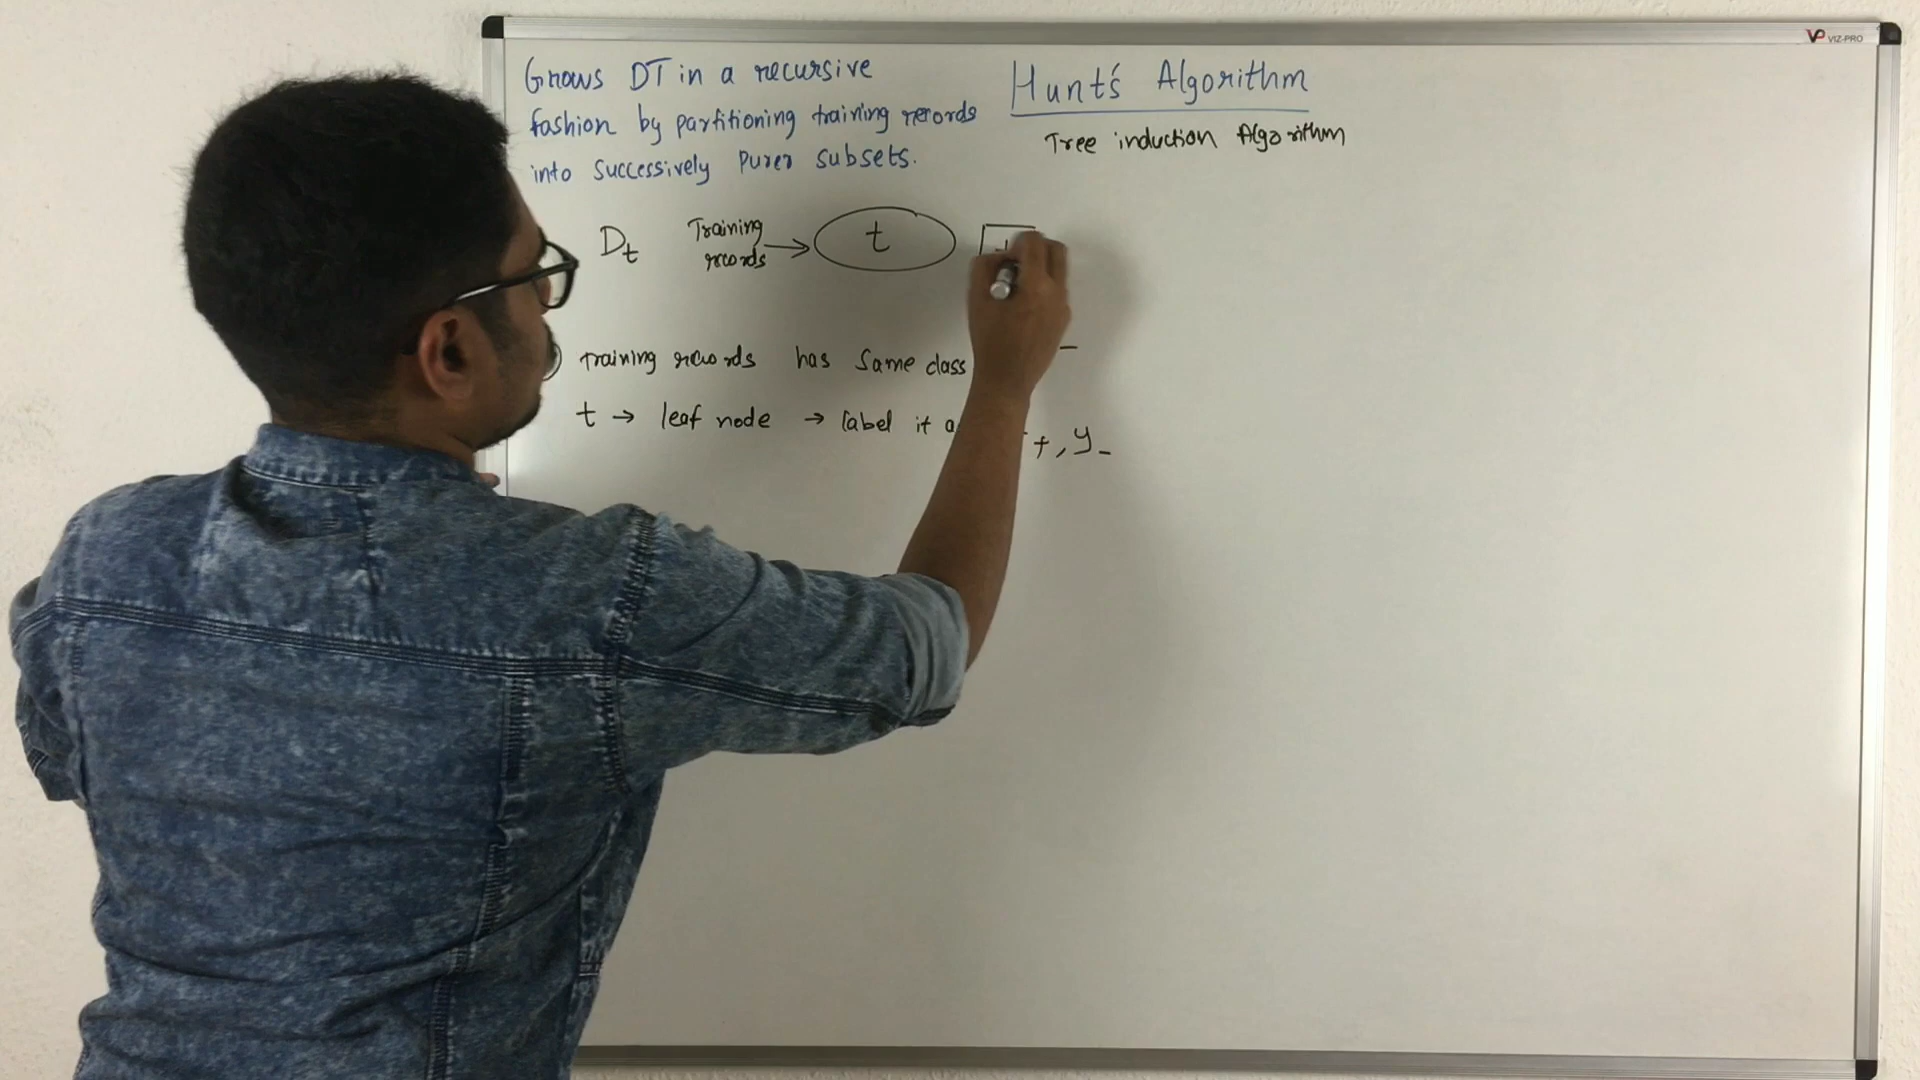 Grows DT in a recursive
fashion by partitioning training records
into successively purer subsets.
Hunt's Algorithm
Tree induction Algorithm
VP VIZ-PRO
Dt
Training
records →
t
training records has same class
t → leaf node → label it
+, y-